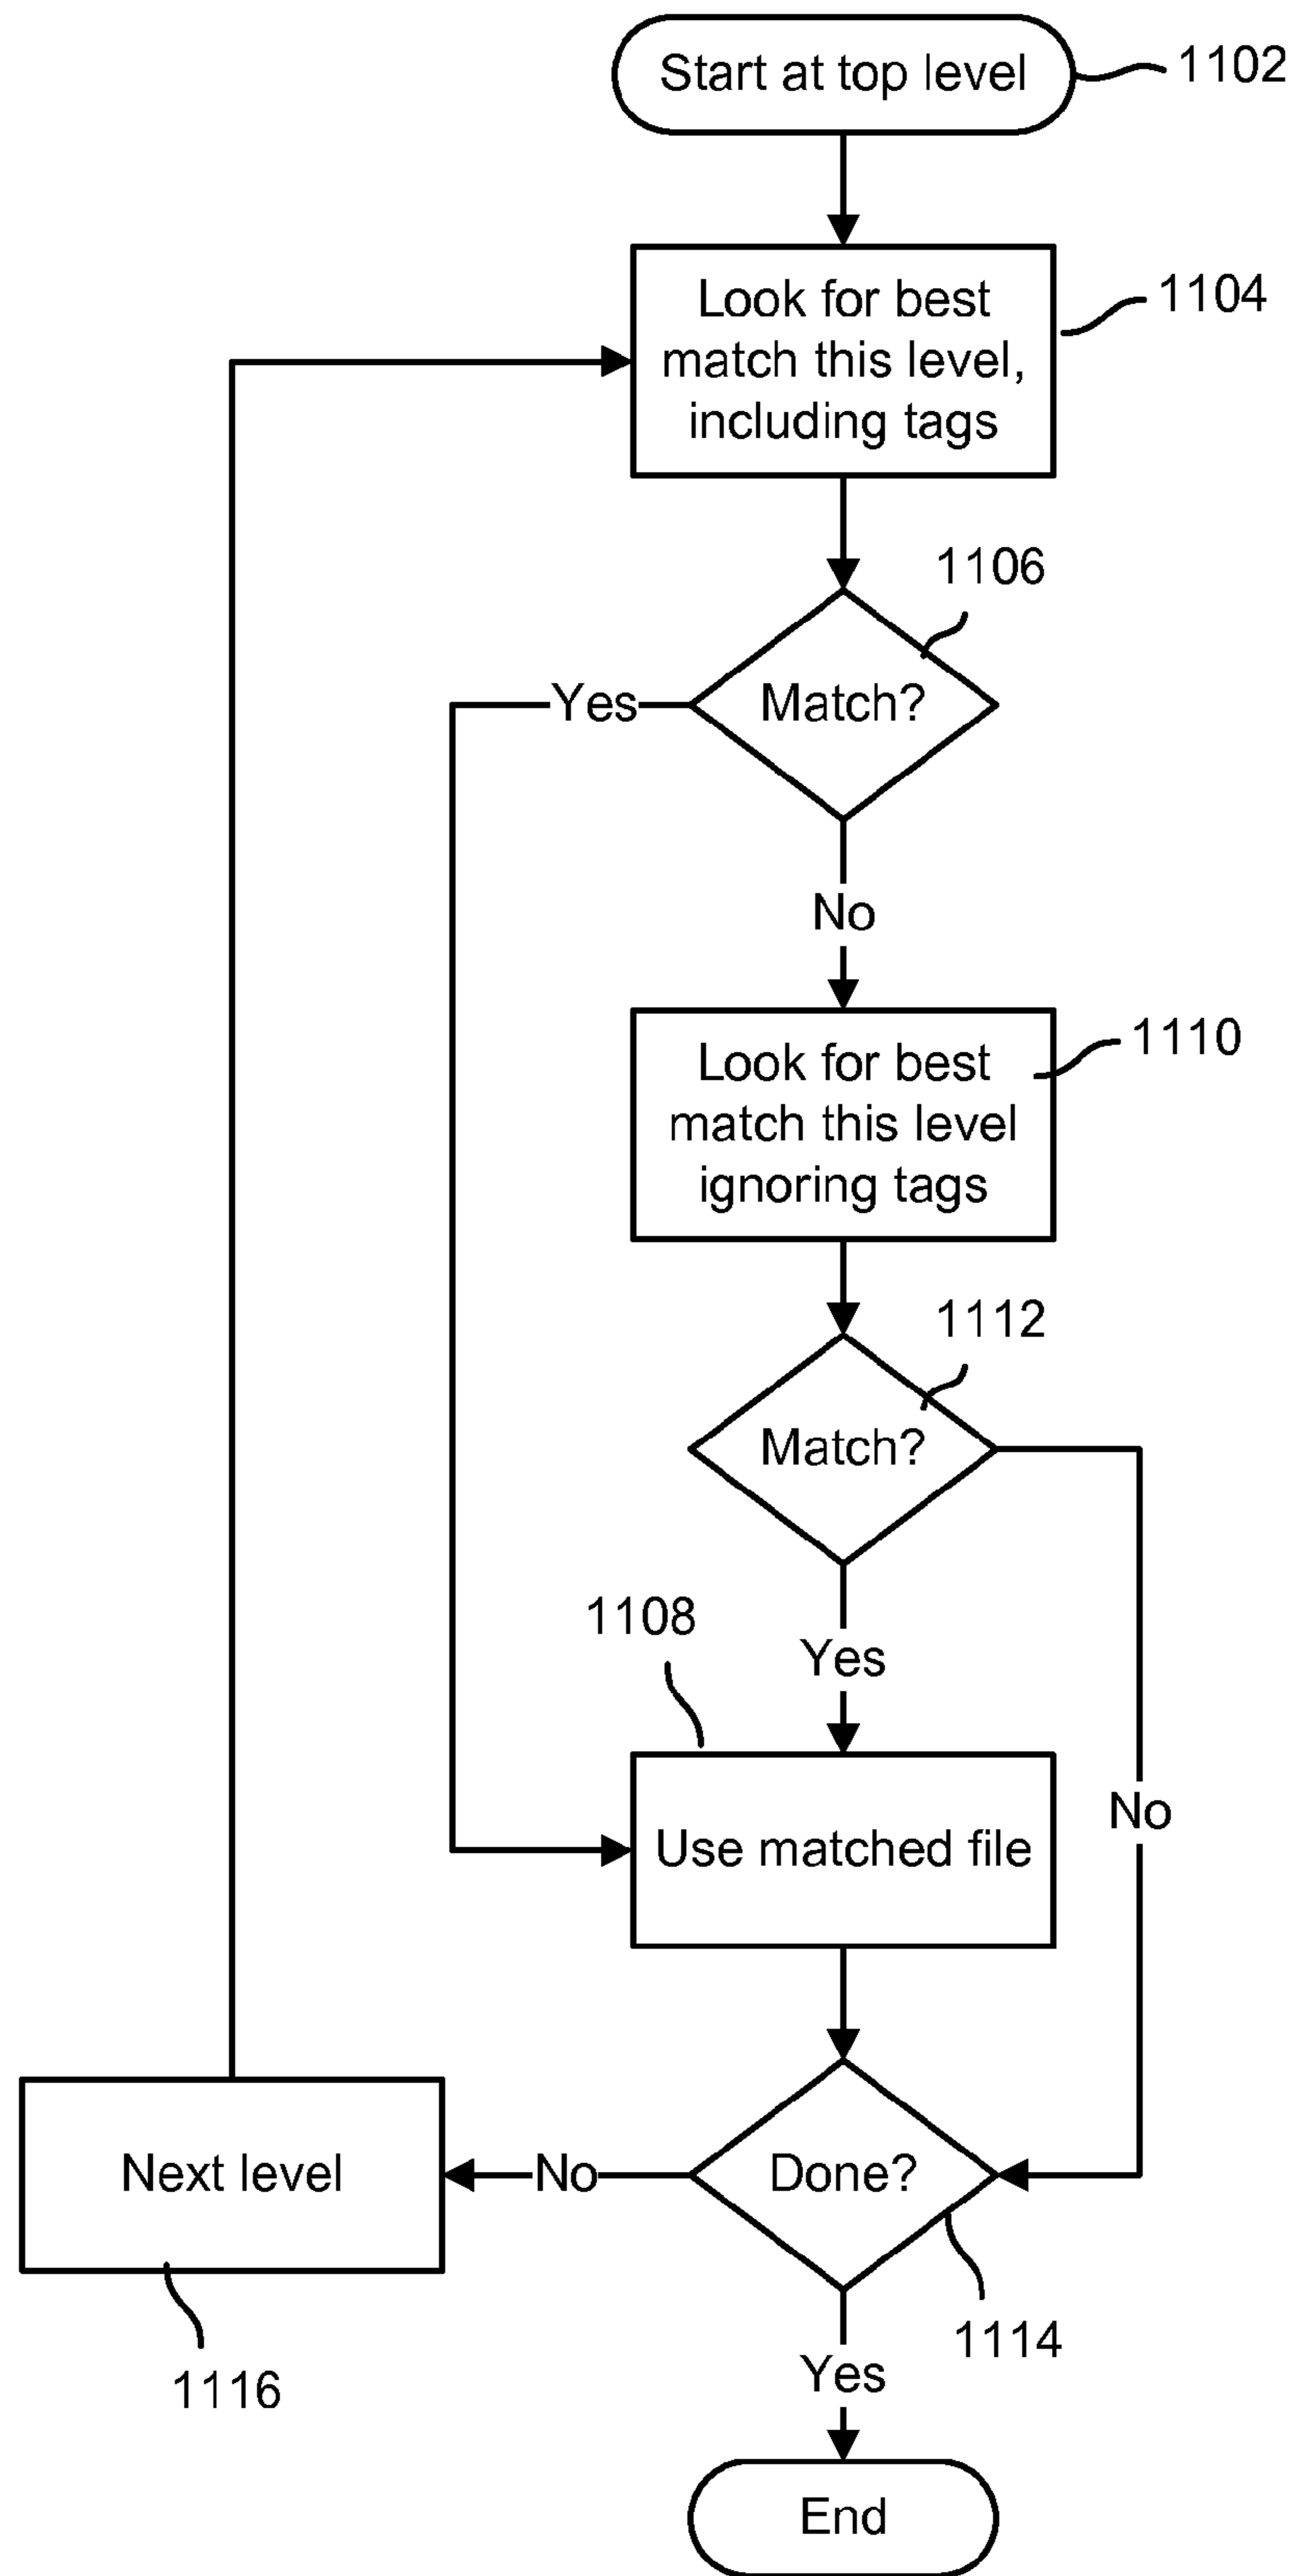 Start at top level
1102
Look for best
match this level,
including tags
1104
1106
Match?
Yes
No
Look for best
match this level
ignoring tags
1110
1112
Match?
1108
Yes
No
Use matched file
Next level
No
Done?
1114
1116
Yes
End